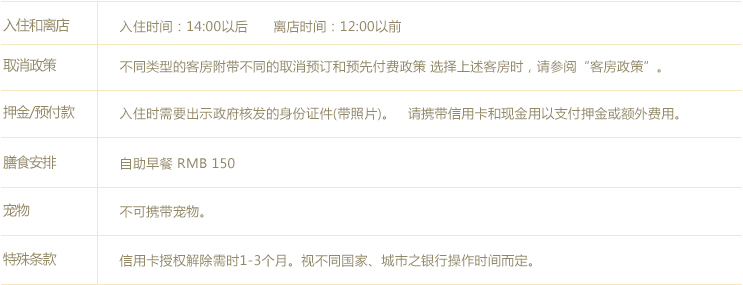 入住和离店 入住时间：14:00以后 离店时间：12:00以前
取消政策 不同类型的客房附带不同的取消预订和预先付费政策 选择上述客房时，请参阅“客房政策”。
押金/预付款 入住时需要出示政府核发的身份证件(带照片)。 请携带信用卡和现金用以支付押金或额外费用。
膳食安排 自助早餐 RMB 150
宠物 不可携带宠物。
特殊条款 信用卡授权解除需时1-3个月。视不同国家、城市之银行操作时间而定。